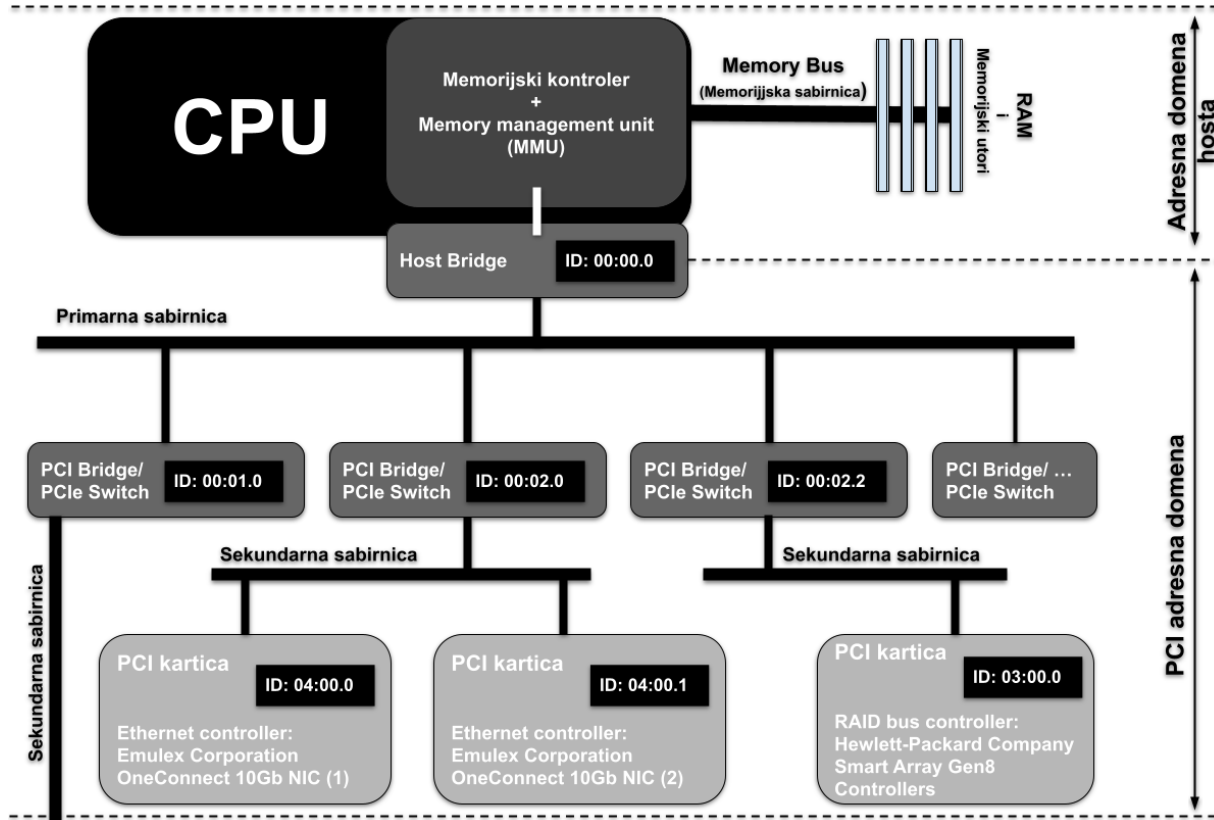 CPU
Memorijski kontroler
+
Memory management unit
(MMU)
Memory Bus
(Memorijjska sabirnica)
RAM
i
Memorijski utori
Adresna domena
hosta
Host Bridge
ID: 00:00.0
Primarna sabirnica
PCI Bridge/
PCIe Switch
ID: 00:01.0
PCI Bridge/
PCIe Switch
ID: 00:02.0
PCI Bridge/
PCIe Switch
ID: 00:02.2
PCI Bridge/ ...
PCIe Switch
Sekundarna sabirnica
Sekundarna sabirnica
Sekundarna sabirnica
PCI adresna domena
PCI kartica
ID: 04:00.0
Ethernet controller:
Emulex Corporation
OneConnect 10Gb NIC (1)
PCI kartica
ID: 04:00.1
Ethernet controller:
Emulex Corporation
OneConnect 10Gb NIC (2)
PCI kartica
ID: 03:00.0
RAID bus controller:
Hewlett-Packard Company
Smart Array Gen8
Controllers